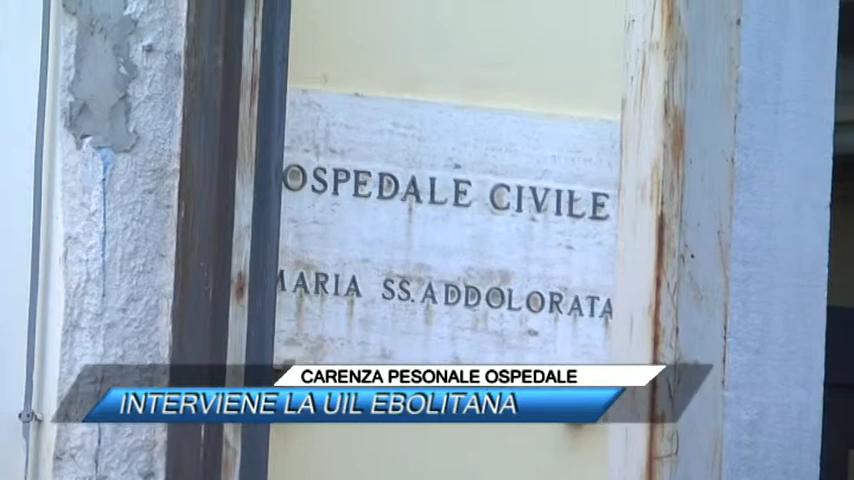 OSPEDALE CIVILE
MARIA SS. ADDOLORATA
CARENZA PESONALE OSPEDALE
INTERVIENE LA UIL EBOLITANA